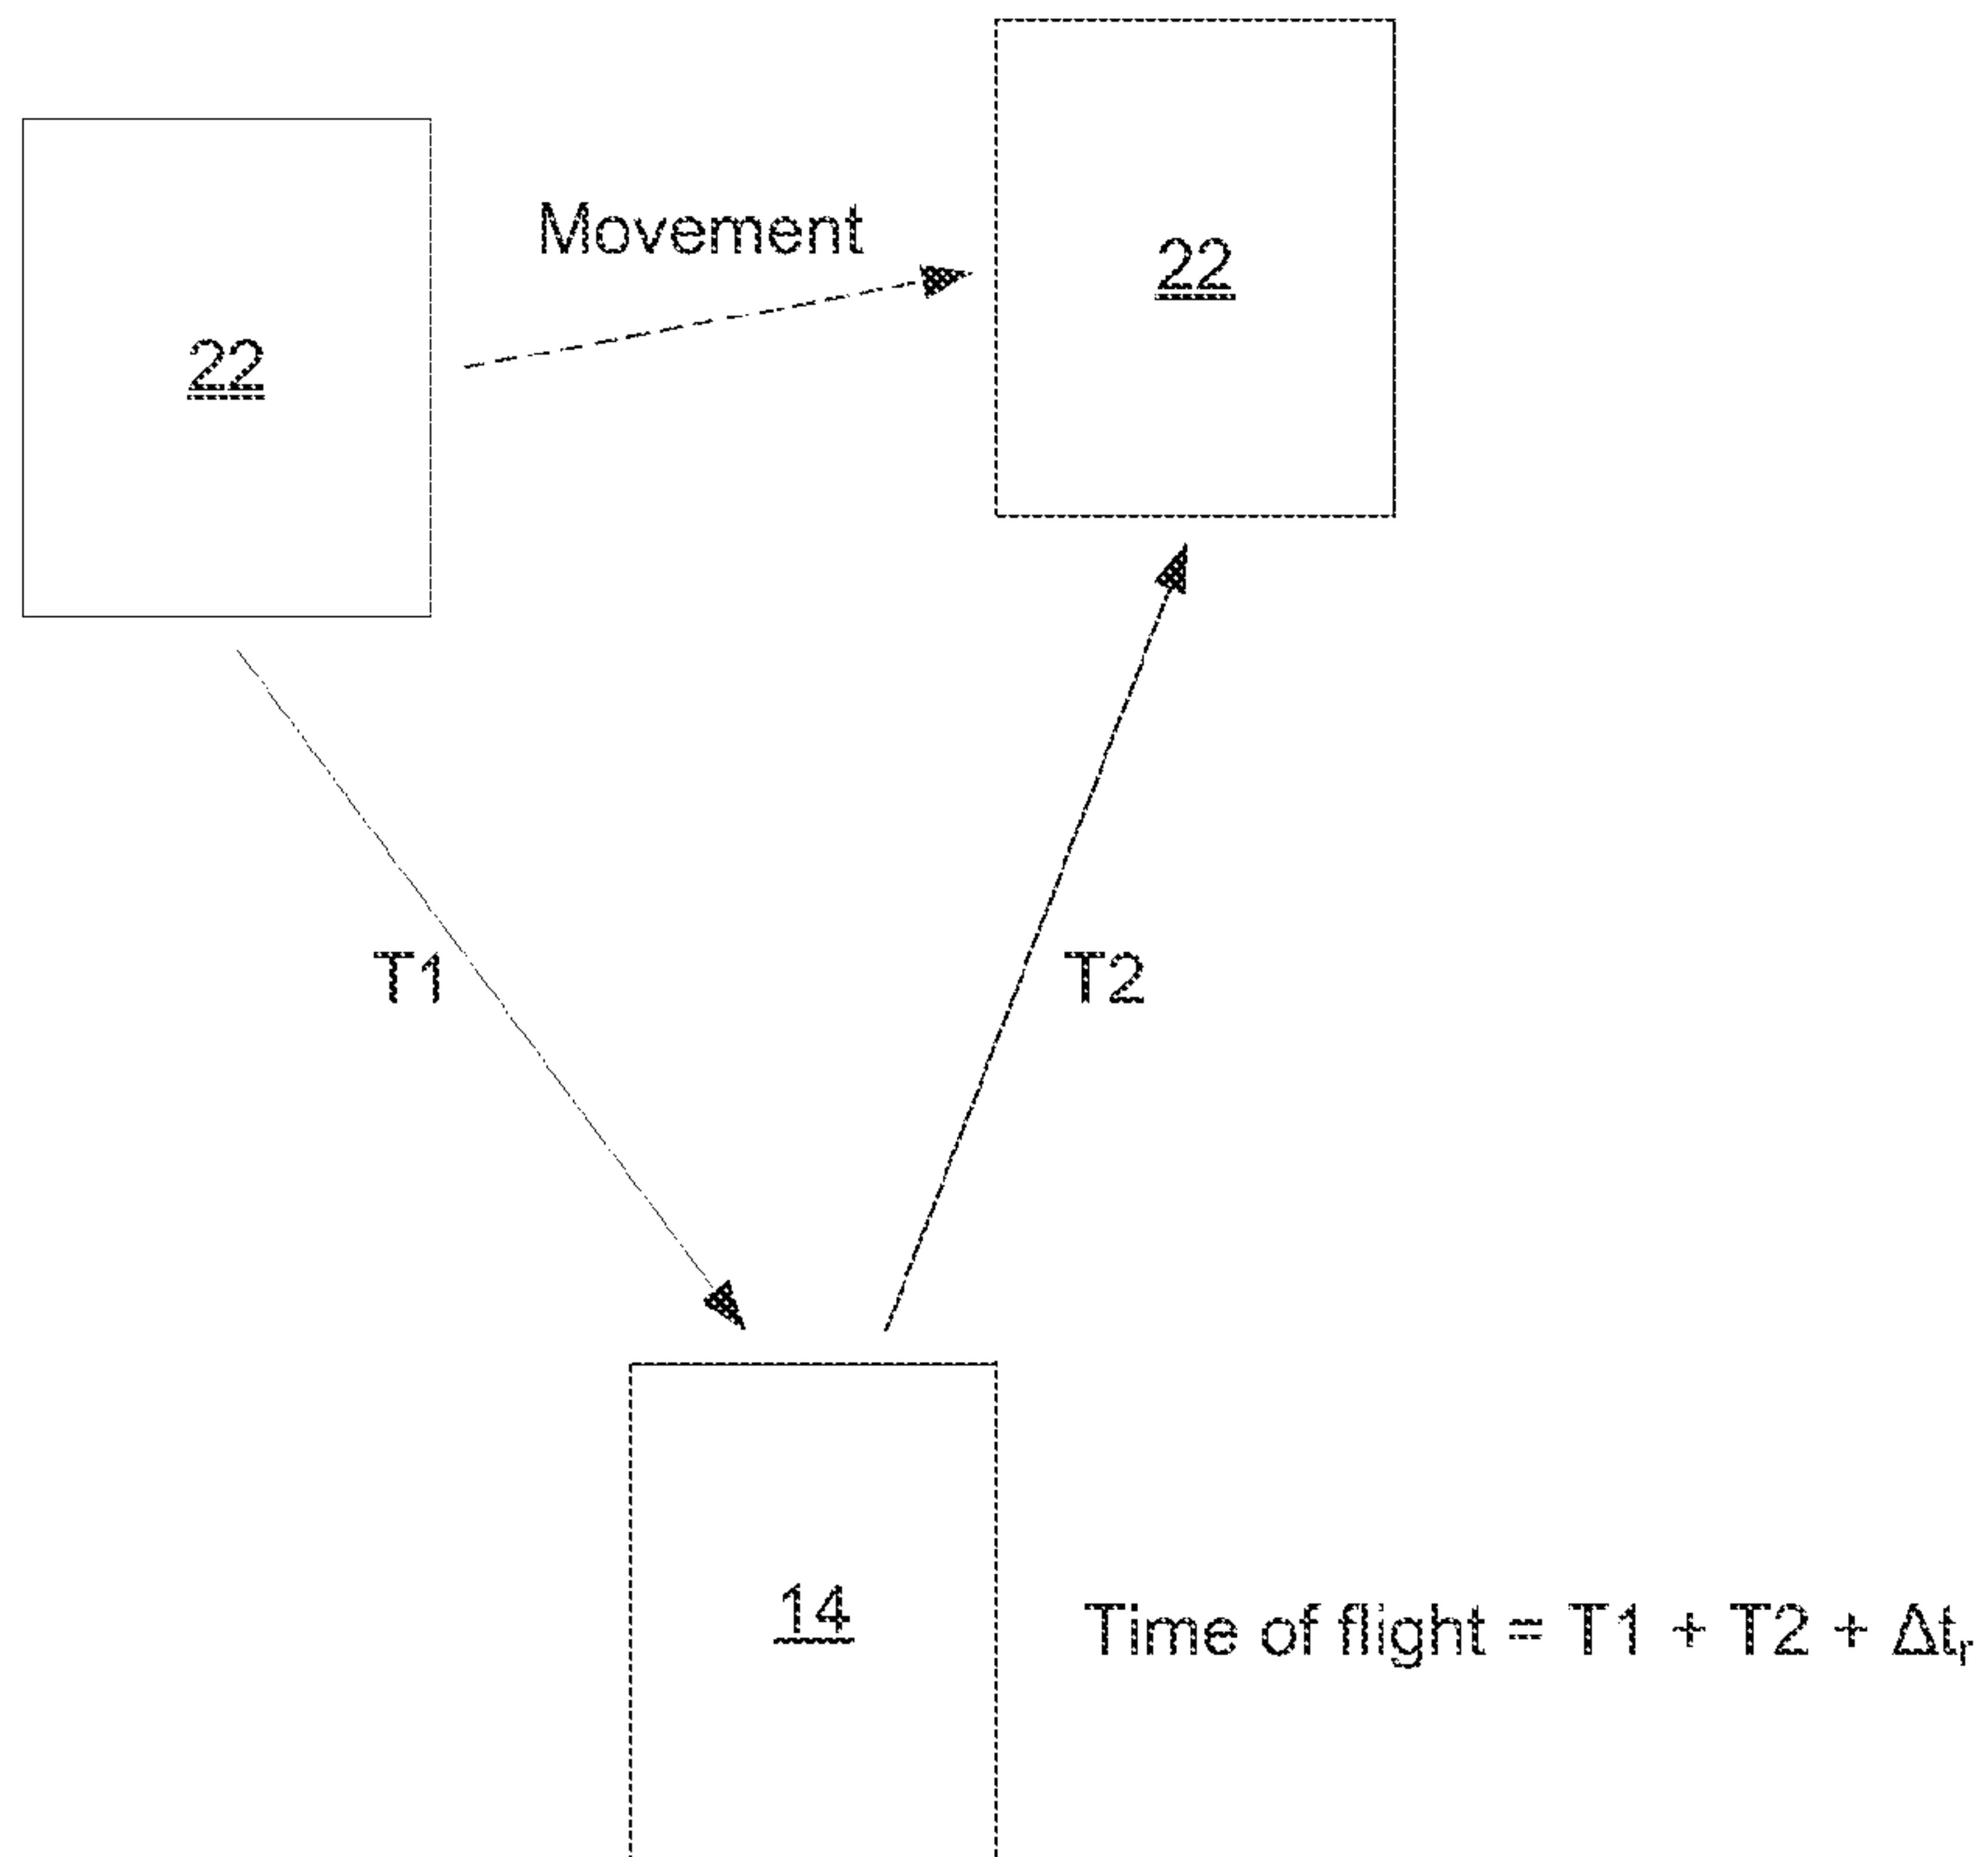 22
Movement
22
T1
T2
14
Time of flight = T1 + T2 + Δtᵣ